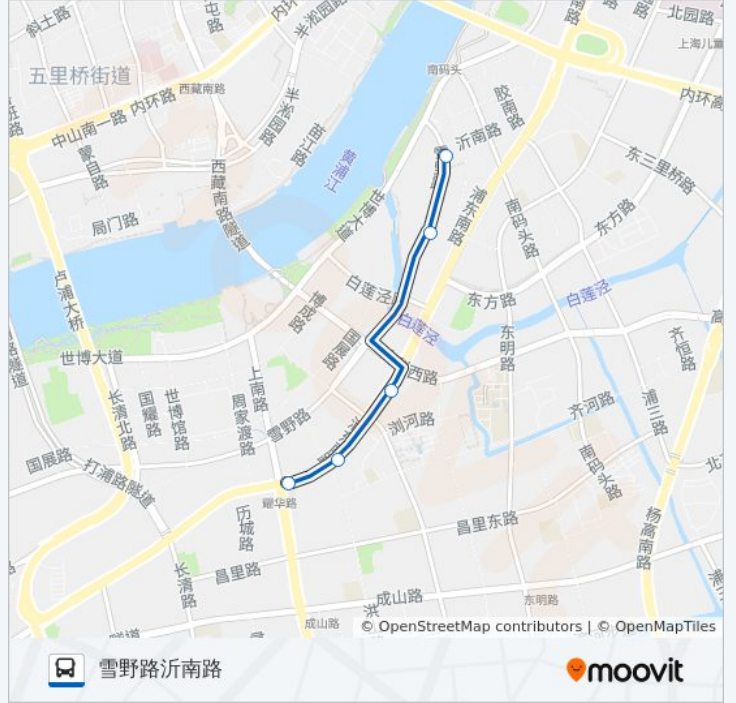 斜土路
内环路
半淞园路
北园路
五里桥街道
西藏南路
南码头
上海儿童
中山南一路
内环路
半淞园路
苗江路
黄浦江
胶南路
沂南路
内环高
蒙自路
西藏南路隧道
世博大道
浦东南路
南码头路
东三里桥路
东方路
局门路
卢浦大桥
白莲泾
博成路
国展路
白莲泾
东方路
白莲泾
世博大道
上南路
东明路
齐恒路
西路
长清北路
国耀路
世博馆路
周家渡路
雪野路
浏河路
齐河路
浦三路
国展路
打浦路隧道
南码头路
耀华路
历城路
昌里东路
杨高南路
长清路
昌里路
成山路
东明路
成山路
隧道
© OpenStreetMap contributors | © OpenMapTiles
雪野路沂南路
moovit